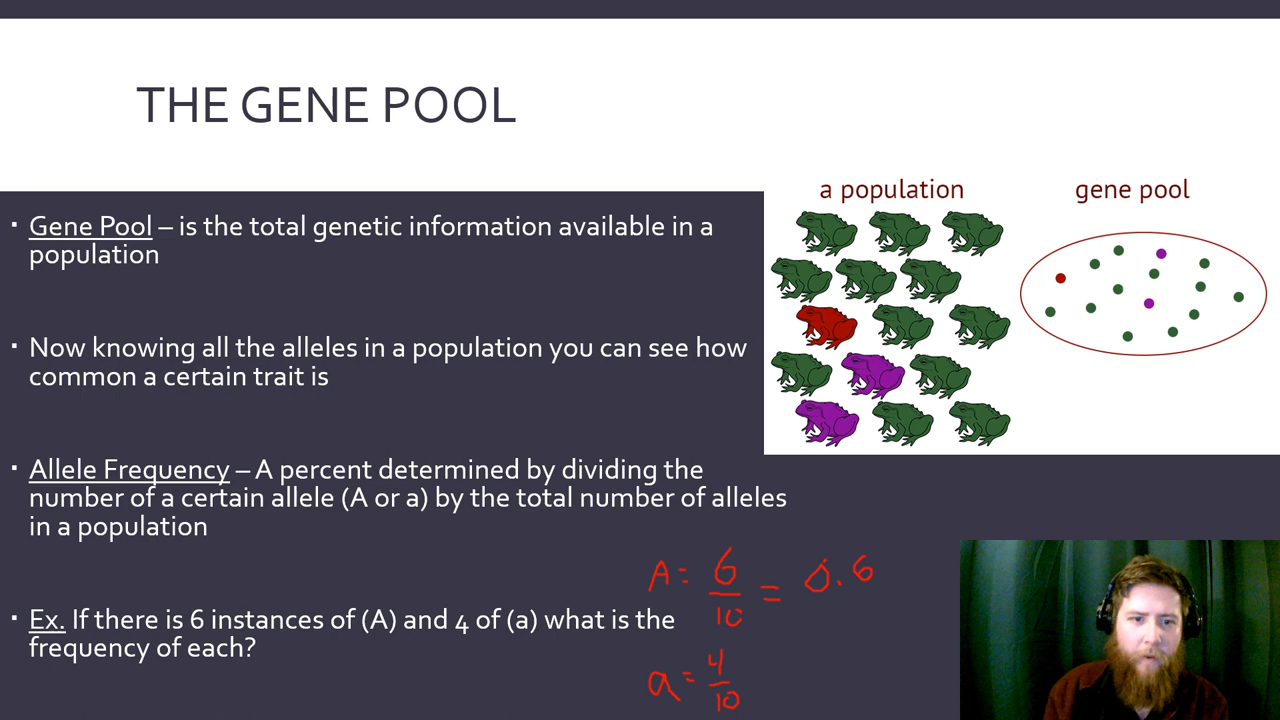 THE GENE POOL
a population
gene pool
▪ Gene Pool – is the total genetic information available in a
population
▪ Now knowing all the alleles in a population you can see how
common a certain trait is
▪ Allele Frequency – A percent determined by dividing the
number of a certain allele (A or a) by the total number of alleles
in a population
▪ Ex. If there is 6 instances of (A) and 4 of (a) what is the
frequency of each?
A = 6/10 = 0.6
a = 4/10